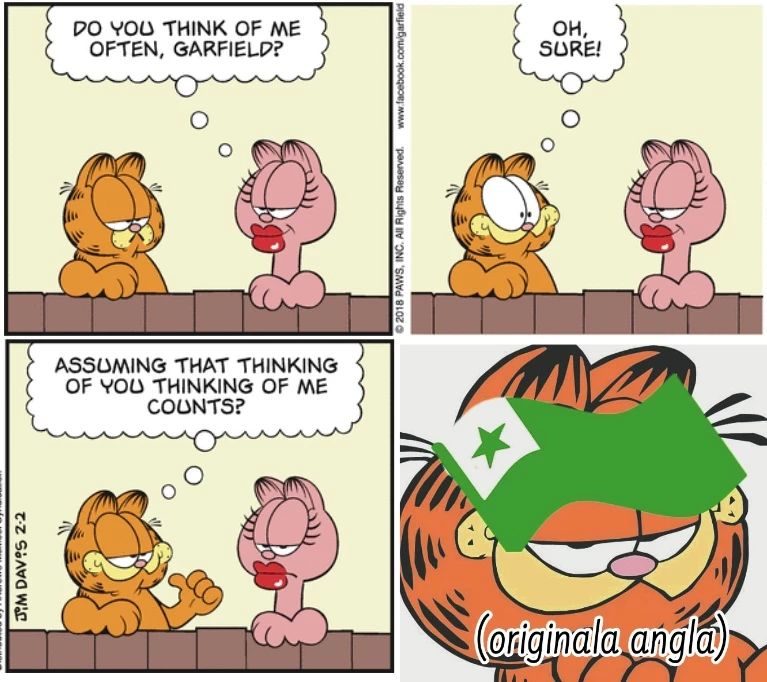 DO YOU THINK OF ME
OFTEN, GARFIELD?
www.facebook.com/garfield
© 2018 PAWS, INC. All Rights Reserved.
OH,
SURE!
ASSUMING THAT THINKING
OF YOU THINKING OF ME
COUNTS?
JIM DAVIS 2-2
(originala angla)